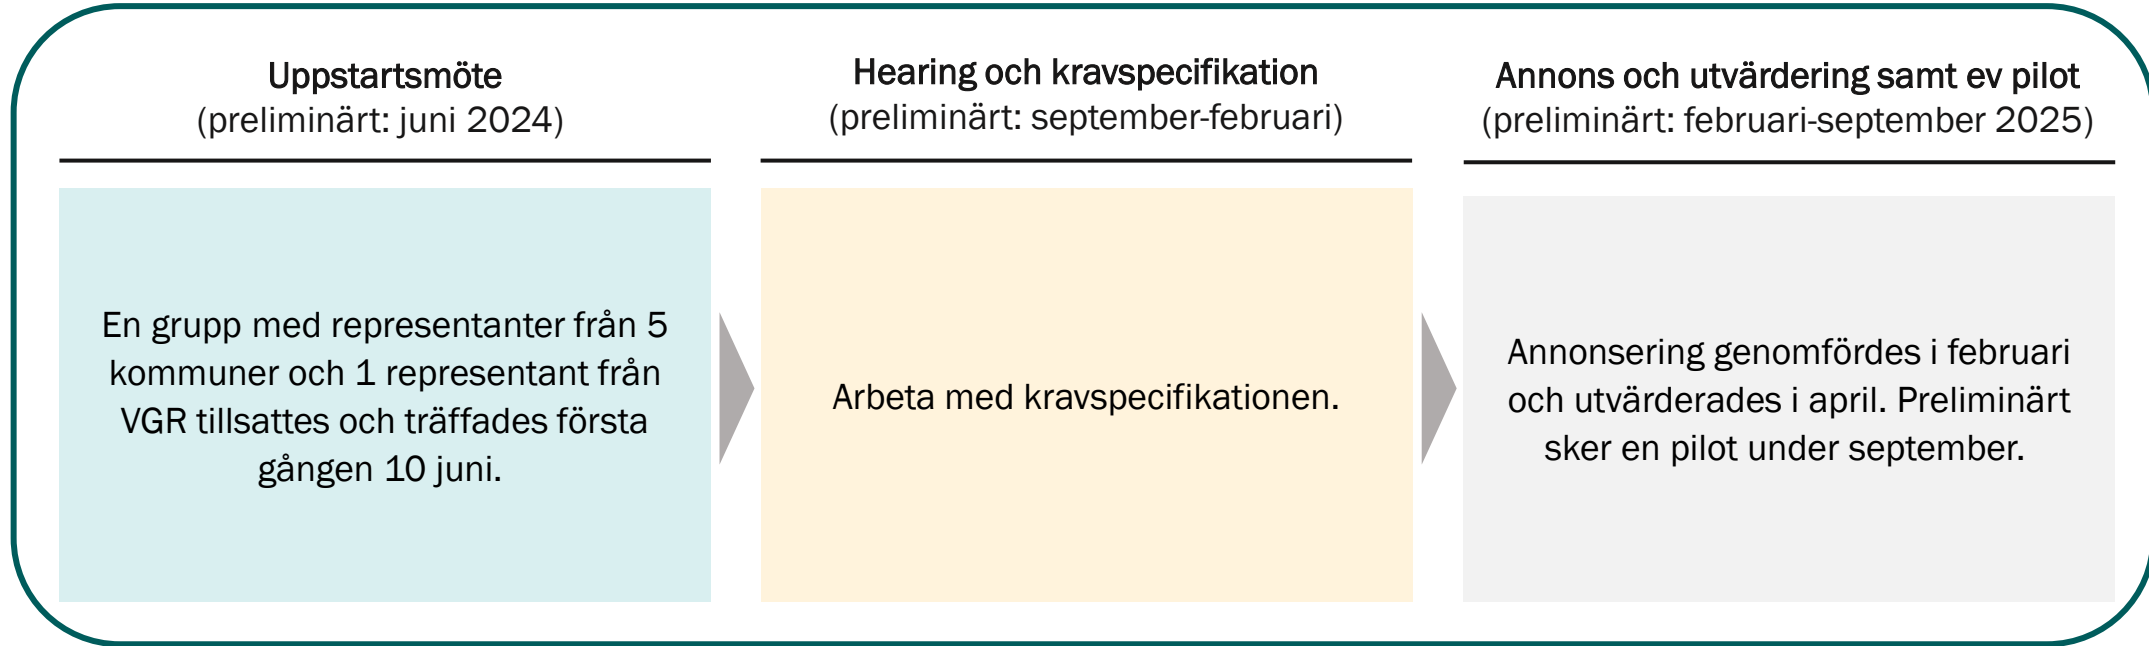 Uppstartsmöte
(preliminärt: juni 2024)
En grupp med representanter från 5
kommuner och 1 representant från
VGR tillsattes och träffades första
gången 10 juni.
Hearing och kravspecifikation
(preliminärt: september-februari)
Arbeta med kravspecifikationen.
Annons och utvärdering samt ev pilot
(preliminärt: februari-september 2025)
Annonsering genomfördes i februari
och utvärderades i april. Preliminärt
sker en pilot under september.